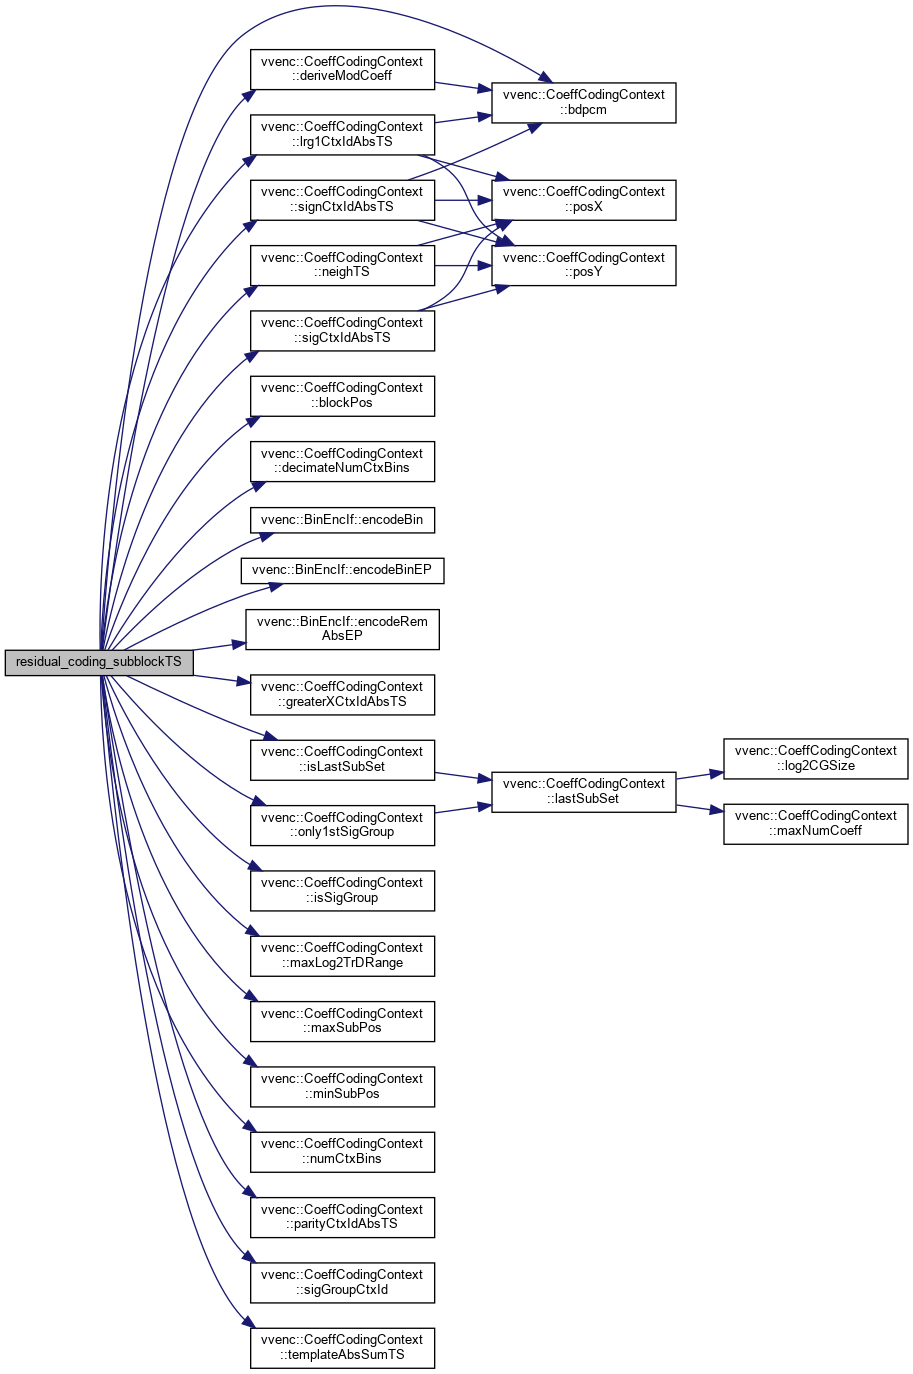 vvenc::CoeffCodingContext
::deriveModCoeff
vvenc::CoeffCodingContext
::bdpcm
vvenc::CoeffCodingContext
::lrg1CtxIdAbsTS
vvenc::CoeffCodingContext
::signCtxIdAbsTS
vvenc::CoeffCodingContext
::posX
vvenc::CoeffCodingContext
::neighTS
vvenc::CoeffCodingContext
::posY
vvenc::CoeffCodingContext
::sigCtxIdAbsTS
vvenc::CoeffCodingContext
::blockPos
vvenc::CoeffCodingContext
::decimateNumCtxBins
vvenc::BinEncIf::encodeBin
vvenc::BinEncIf::encodeBinEP
vvenc::BinEncIf::encodeRem
AbsEP
residual_coding_subblockTS
vvenc::CoeffCodingContext
::greaterXCtxIdAbsTS
vvenc::CoeffCodingContext
::isLastSubSet
vvenc::CoeffCodingContext
::log2CGSize
vvenc::CoeffCodingContext
::lastSubSet
vvenc::CoeffCodingContext
::only1stSigGroup
vvenc::CoeffCodingContext
::maxNumCoeff
vvenc::CoeffCodingContext
::isSigGroup
vvenc::CoeffCodingContext
::maxLog2TrDRange
vvenc::CoeffCodingContext
::maxSubPos
vvenc::CoeffCodingContext
::minSubPos
vvenc::CoeffCodingContext
::numCtxBins
vvenc::CoeffCodingContext
::parityCtxIdAbsTS
vvenc::CoeffCodingContext
::sigGroupCtxId
vvenc::CoeffCodingContext
::templateAbsSumTS